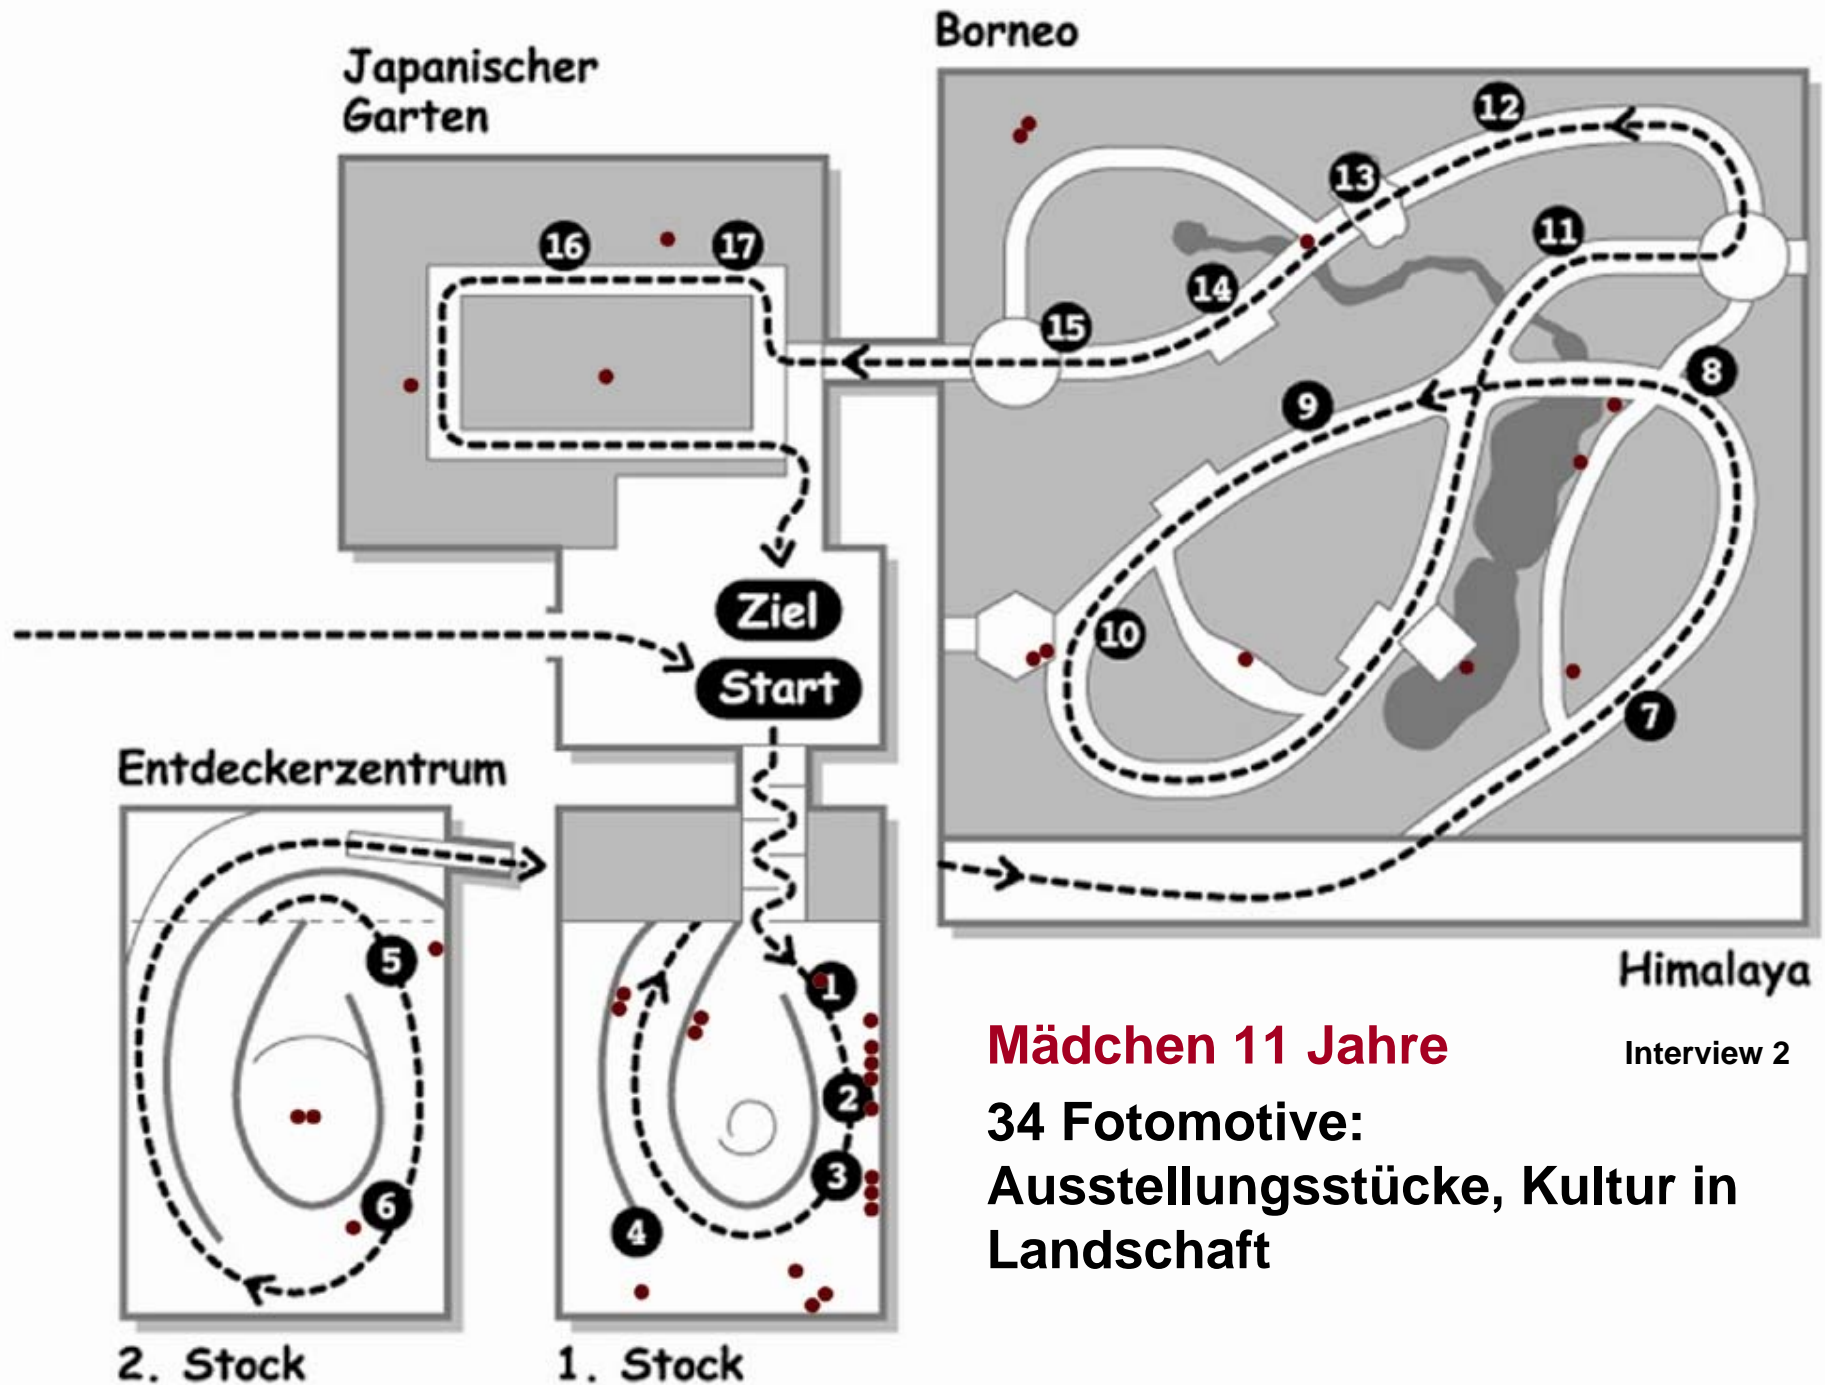 Borneo
Japanischer
Garten
12
13
16
17
11
14
15
8
9
Ziel
10
Start
7
Entdeckerzentrum
5
1
Himalaya
Mädchen 11 Jahre
Interview 2
2
34 Fotomotive:
3
Ausstellungsstücke, Kultur in
6
4
Landschaft
2. Stock
1. Stock